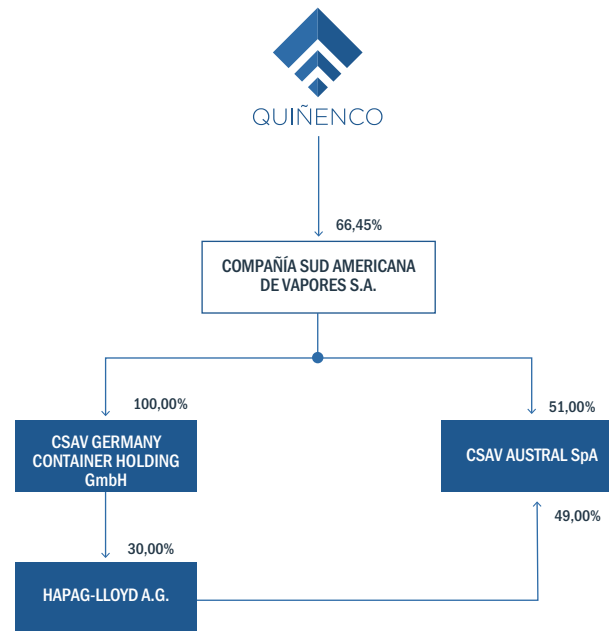 QUIÑENCO
66,45%
COMPAÑÍA SUD AMERICANA
DE VAPORES S.A.
100,00%
51,00%
CSAV GERMANY
CONTAINER HOLDING
GmbH
CSAV AUSTRAL SpA
49,00%
30,00%
HAPAG-LLOYD A.G.